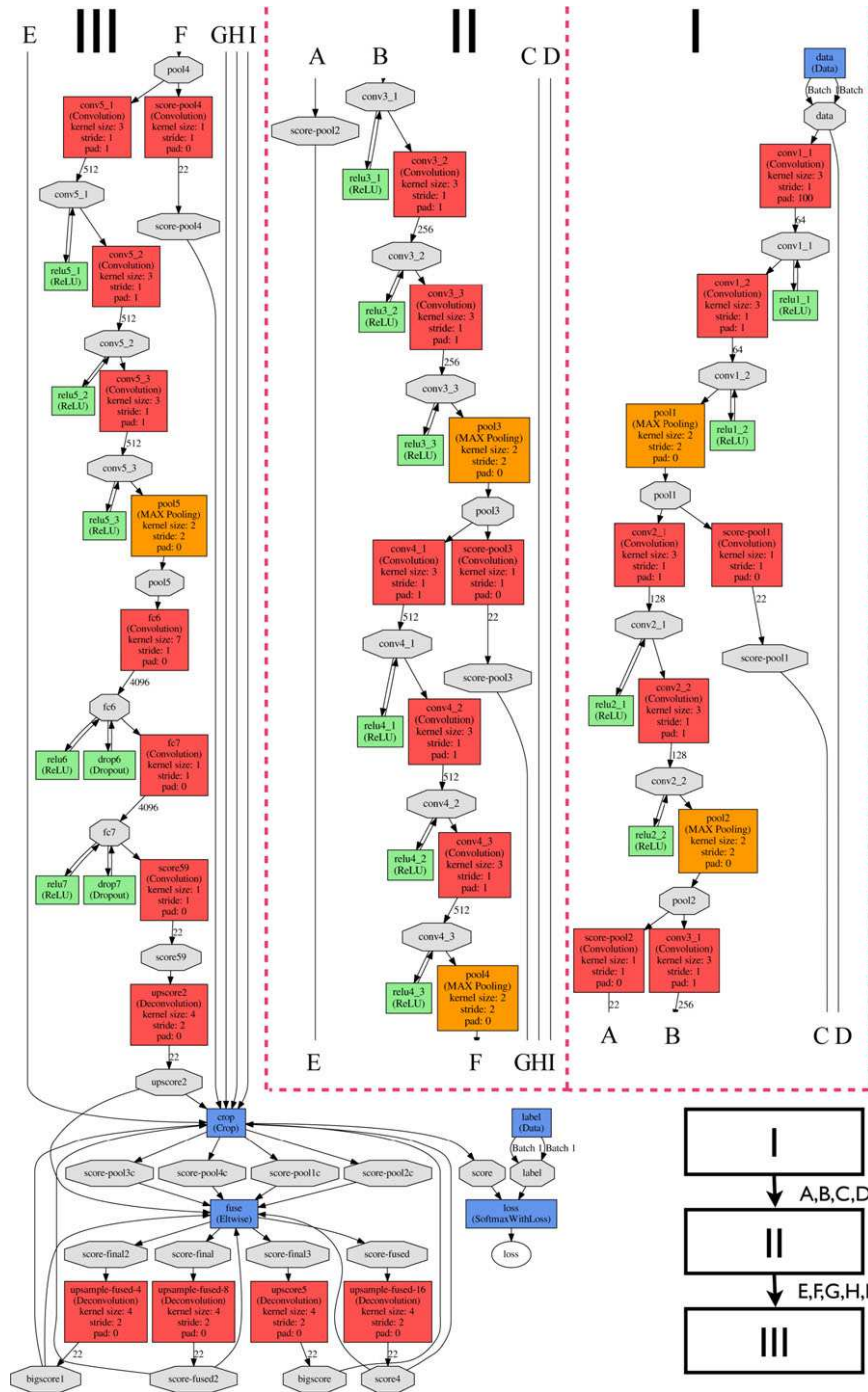 III
E
F
G
H
I
pool4
conv5_1
(Convolution)
kernel size: 3
stride: 1
pad: 1
score-pool4
(Convolution)
kernel size: 1
stride: 1
pad: 0
512
22
conv5_1
score-pool4
relu5_1
(ReLU)
conv5_2
(Convolution)
kernel size: 3
stride: 1
pad: 1
512
conv5_2
relu5_2
(ReLU)
conv5_3
(Convolution)
kernel size: 3
stride: 1
pad: 1
512
conv5_3
relu5_3
(ReLU)
pool5
(MAX Pooling)
kernel size: 2
stride: 2
pad: 0
pool5
fc6
(Convolution)
kernel size: 7
stride: 1
pad: 0
4096
fc6
relu6
(ReLU)
drop6
(Dropout)
fc7
(Convolution)
kernel size: 1
stride: 1
pad: 0
4096
fc7
relu7
(ReLU)
drop7
(Dropout)
score59
(Convolution)
kernel size: 1
stride: 1
pad: 0
22
score59
upscore2
(Deconvolution)
kernel size: 4
stride: 2
pad: 0
22
upscore2
II
A
B
C
D
conv3_1
score-pool2
relu3_1
(ReLU)
conv3_2
(Convolution)
kernel size: 3
stride: 1
pad: 1
256
conv3_2
relu3_2
(ReLU)
conv3_3
(Convolution)
kernel size: 3
stride: 1
pad: 1
256
conv3_3
relu3_3
(ReLU)
pool3
(MAX Pooling)
kernel size: 2
stride: 2
pad: 0
pool3
conv4_1
(Convolution)
kernel size: 3
stride: 1
pad: 1
score-pool3
(Convolution)
kernel size: 1
stride: 1
pad: 0
512
22
conv4_1
score-pool3
relu4_1
(ReLU)
conv4_2
(Convolution)
kernel size: 3
stride: 1
pad: 1
512
conv4_2
relu4_2
(ReLU)
conv4_3
(Convolution)
kernel size: 3
stride: 1
pad: 1
512
conv4_3
relu4_3
(ReLU)
pool4
(MAX Pooling)
kernel size: 2
stride: 2
pad: 0
E
F
G
H
I
I
data
(Data)
Batch 1
Batch
data
conv1_1
(Convolution)
kernel size: 3
stride: 1
pad: 100
64
conv1_1
relu1_1
(ReLU)
conv1_2
(Convolution)
kernel size: 3
stride: 1
pad: 1
64
conv1_2
relu1_2
(ReLU)
pool1
(MAX Pooling)
kernel size: 2
stride: 2
pad: 0
pool1
conv2_1
(Convolution)
kernel size: 3
stride: 1
pad: 1
score-pool1
(Convolution)
kernel size: 1
stride: 1
pad: 0
128
22
conv2_1
score-pool1
relu2_1
(ReLU)
conv2_2
(Convolution)
kernel size: 3
stride: 1
pad: 1
128
conv2_2
relu2_2
(ReLU)
pool2
(MAX Pooling)
kernel size: 2
stride: 2
pad: 0
pool2
score-pool2
(Convolution)
kernel size: 1
stride: 1
pad: 0
conv3_1
(Convolution)
kernel size: 3
stride: 1
pad: 1
22
256
A
B
C
D
crop
(Crop)
score-pool3c
score-pool4c
score-pool1c
score-pool2c
fuse
(Eltwise)
score-final2
score-final
score-final3
score-fused
upsample-fused-4
(Deconvolution)
kernel size: 4
stride: 2
pad: 0
upsample-fused-8
(Deconvolution)
kernel size: 4
stride: 2
pad: 0
upscore5
(Deconvolution)
kernel size: 4
stride: 2
pad: 0
upsample-fused-16
(Deconvolution)
kernel size: 4
stride: 2
pad: 0
22
22
22
22
bigscore1
score-fused2
bigscore
score4
label
(Data)
Batch 1
Batch 1
score
label
loss
(SoftmaxWithLoss)
loss
I
A,B,C,D
II
E,F,G,H,I
III